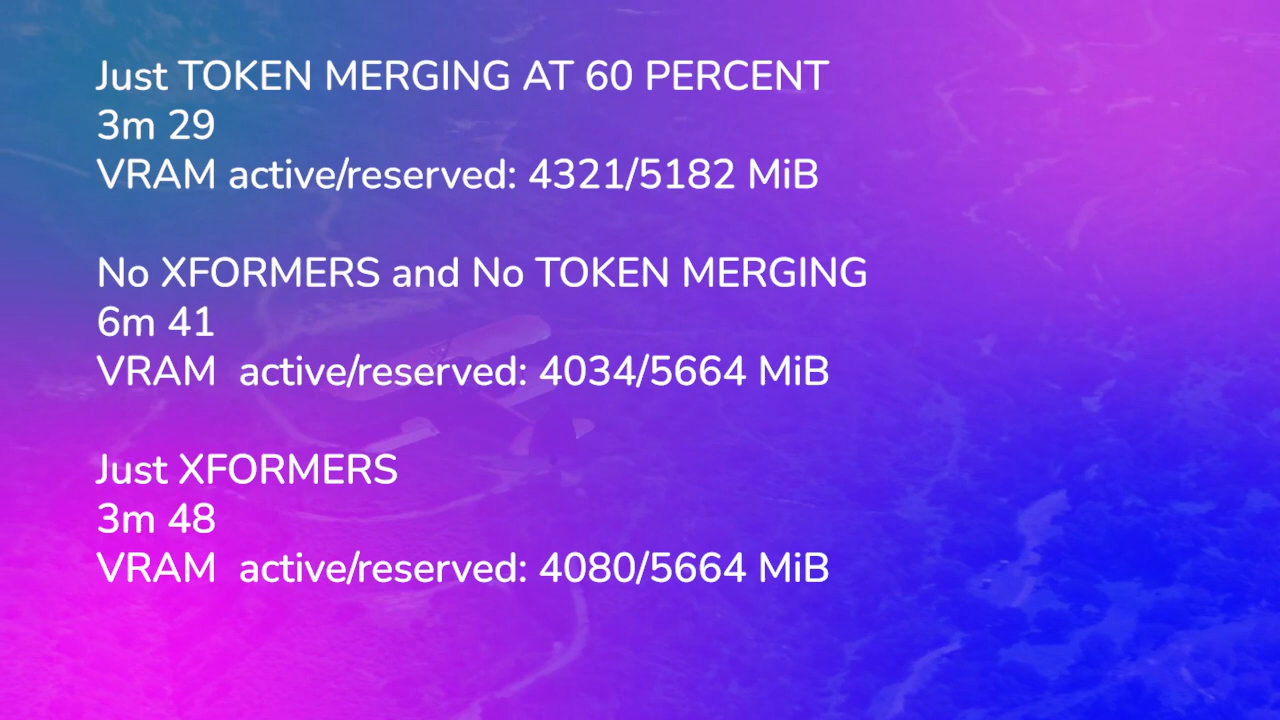 Just TOKEN MERGING AT 60 PERCENT
3m 29
VRAM active/reserved: 4321/5182 MiB
No XFORMERS and No TOKEN MERGING
6m 41
VRAM  active/reserved: 4034/5664 MiB
Just XFORMERS
3m 48
VRAM  active/reserved: 4080/5664 MiB